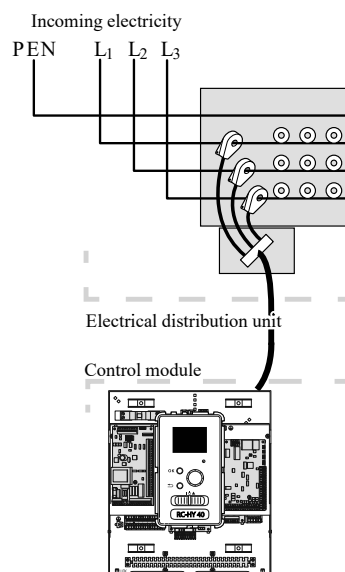 Incoming electricity
PEN L1 L2 L3
Electrical distribution unit
Control module
OK
RC-HY 40